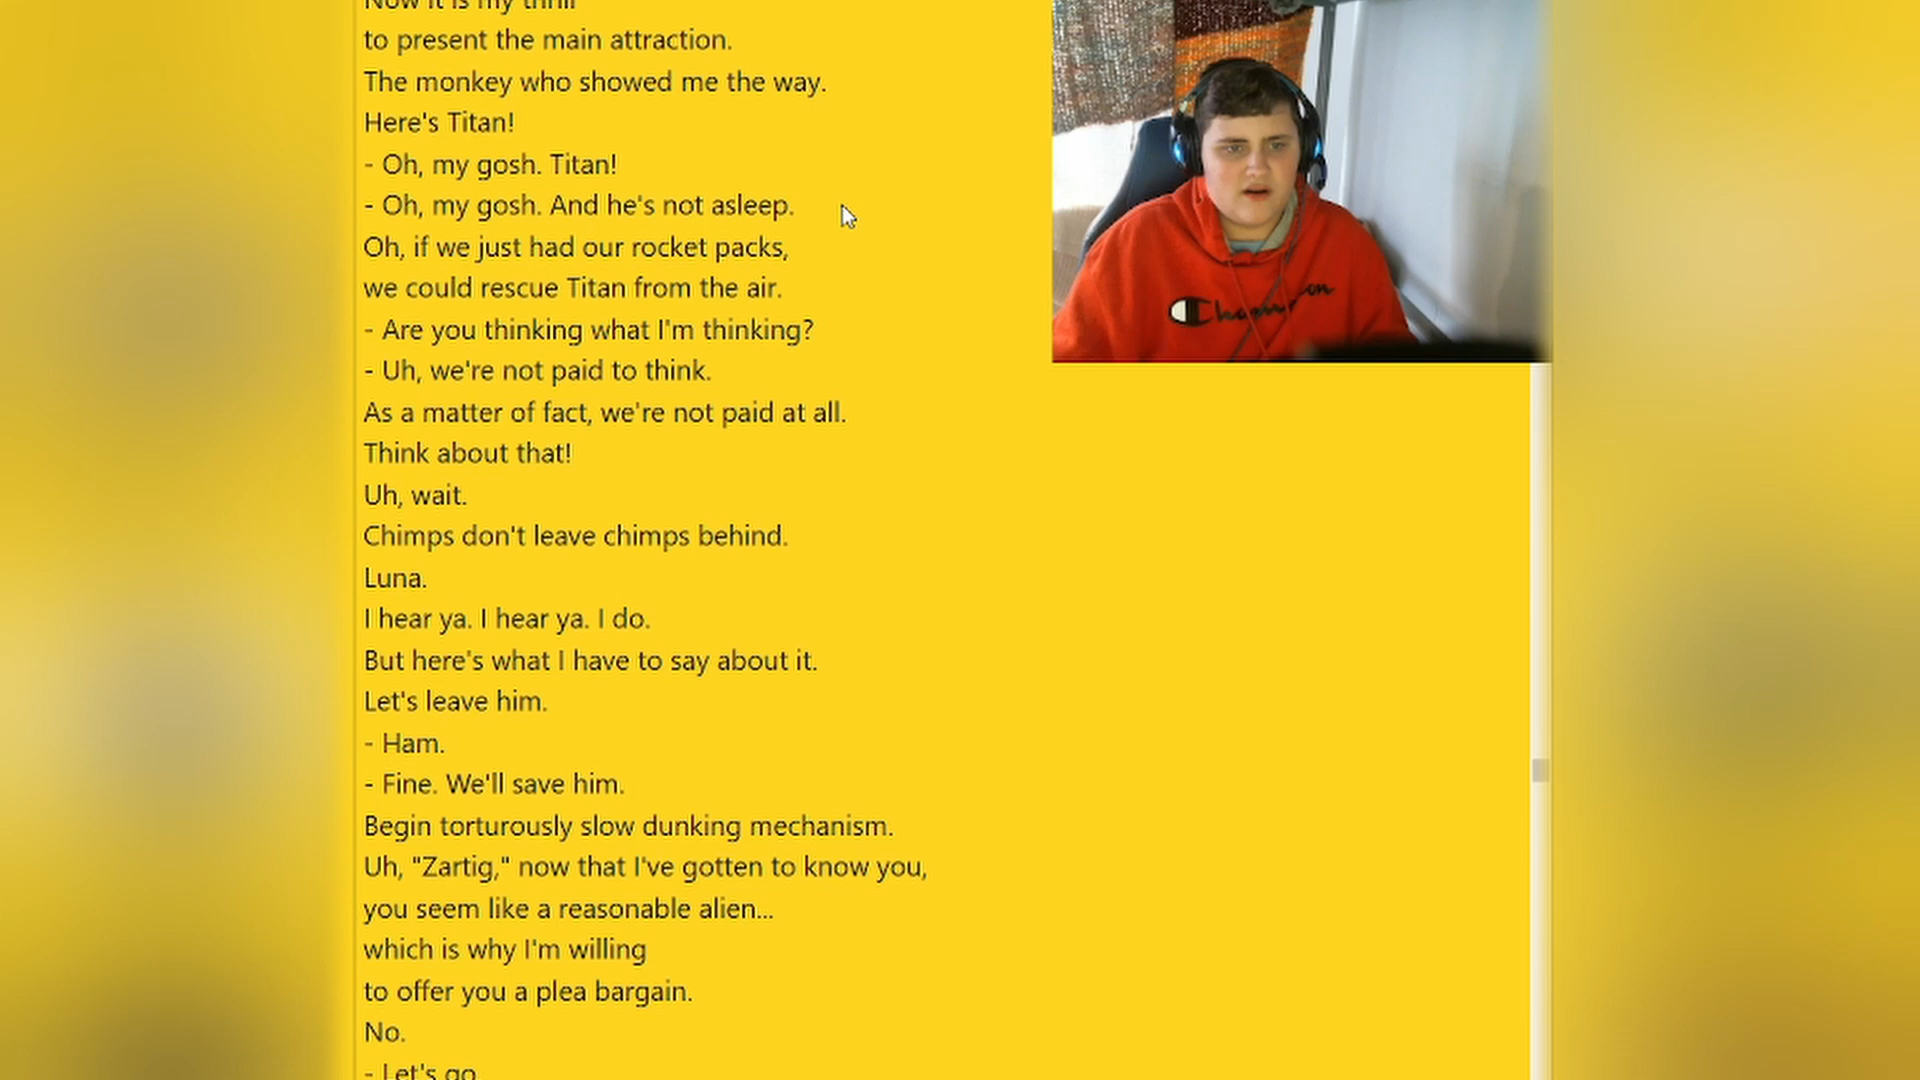 Now it is my thrill
to present the main attraction.
The monkey who showed me the way.
Here's Titan!
- Oh, my gosh. Titan!
- Oh, my gosh. And he's not asleep.
Oh, if we just had our rocket packs,
we could rescue Titan from the air.
- Are you thinking what I'm thinking?
- Uh, we're not paid to think.
As a matter of fact, we're not paid at all.
Think about that!
Uh, wait.
Chimps don't leave chimps behind.
Luna.
I hear ya. I hear ya. I do.
But here's what I have to say about it.
Let's leave him.
- Ham.
- Fine. We'll save him.
Begin torturously slow dunking mechanism.
Uh, "Zartig," now that I've gotten to know you,
you seem like a reasonable alien...
which is why I'm willing
to offer you a plea bargain.
No.
- Let's go
Champion